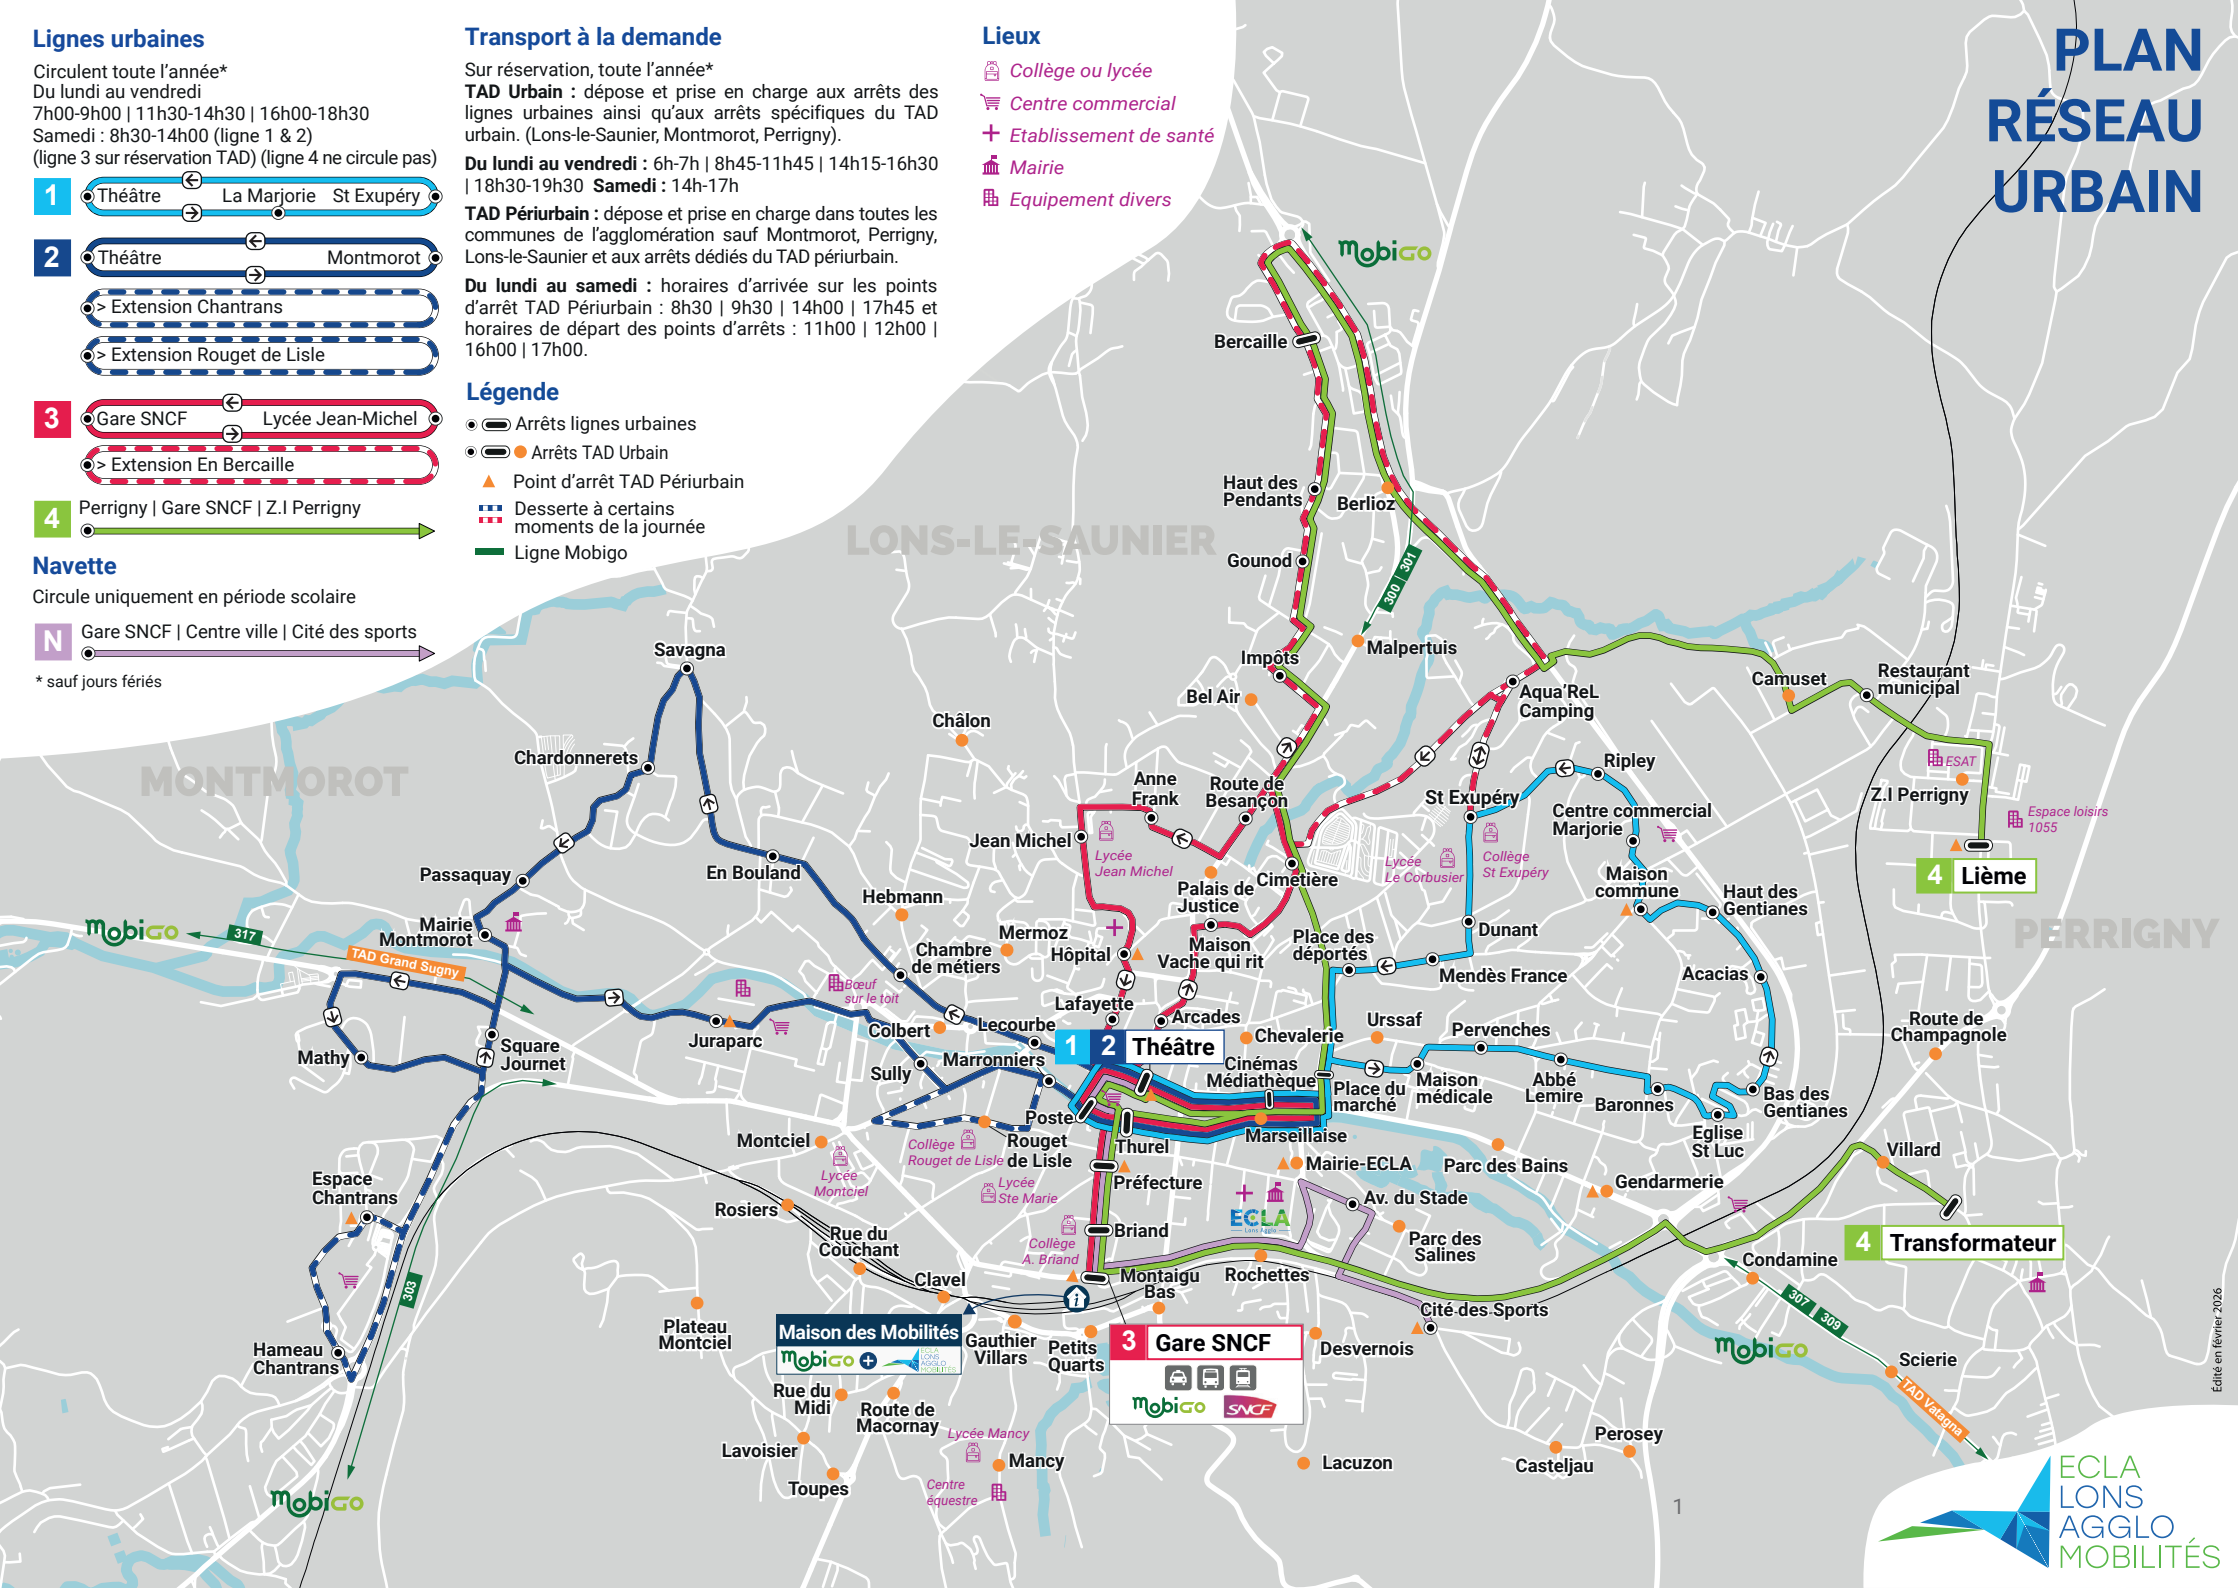 PLAN
RÉSEAU
URBAIN
Lignes urbaines
Circulent toute l'année*
Du lundi au vendredi
7h00-9h00 | 11h30-14h30 | 16h00-18h30
Samedi : 8h30-14h00 (ligne 1 & 2)
(ligne 3 sur réservation TAD) (ligne 4 ne circule pas)
1 Théâtre La Marjorie St Exupéry
2 Théâtre Montmorot
> Extension Chantrans
> Extension Rouget de Lisle
3 Gare SNCF Lycée Jean-Michel
> Extension En Bercaille
4 Perrigny | Gare SNCF | Z.I Perrigny
Navette
Circule uniquement en période scolaire
N Gare SNCF | Centre ville | Cité des sports
* sauf jours fériés
Transport à la demande
Sur réservation, toute l'année*
TAD Urbain : dépose et prise en charge aux arrêts des
lignes urbaines ainsi qu'aux arrêts spécifiques du TAD
urbain. (Lons-le-Saunier, Montmorot, Perrigny).
Du lundi au vendredi : 6h-7h | 8h45-11h45 | 14h15-16h30
| 18h30-19h30 Samedi : 14h-17h
TAD Périurbain : dépose et prise en charge dans toutes les
communes de l'agglomération sauf Montmorot, Perrigny,
Lons-le-Saunier et aux arrêts dédiés du TAD périurbain.
Du lundi au samedi : horaires d'arrivée sur les points
d'arrêt TAD Périurbain : 8h30 | 9h30 | 14h00 | 17h45 et
horaires de départ des points d'arrêts : 11h00 | 12h00 |
16h00 | 17h00.
Légende
Arrêts lignes urbaines
Arrêts TAD Urbain
Point d'arrêt TAD Périurbain
Desserte à certains
moments de la journée
Ligne Mobigo
Lieux
Collège ou lycée
Centre commercial
Etablissement de santé
Mairie
Equipement divers
mobiGO
Bercaille
Haut des
Pendants
Berlioz
LONS-LE-SAUNIER
Gounod
300 | 301
Malpertuis
Impôts
Bel Air
Savagna
Châlon
Chardonnerets
MONTMOROT
Aqua'ReL
Camping
Camuset
Restaurant
municipal
ESAT
Z.I Perrigny
Espace loisirs
1055
4 Lième
PERRIGNY
Ripley
St Exupéry
Centre commercial
Marjorie
Anne
Frank
Route de
Besançon
Jean Michel
Lycée
Jean Michel
Lycée
Le Corbusier
Collège
St Exupéry
Maison
commune
Haut des
Gentianes
Palais de
Justice
Cimetière
En Bouland
Passaquay
Hebmann
Mairie
Montmorot
mobiGO
317
TAD Grand Sugny
Mermoz
Chambre
de métiers
Hôpital
Maison
Vache qui rit
Place des
déportés
Dunant
Mendès France
Acacias
Bœuf
sur le toit
Lafayette
Arcades
Colbert
Lecourbe
Juraparc
Mathy
Square
Journet
Marronniers
Sully
1 2 Théâtre
Chevalerie
Urssaf
Pervenches
Cinémas
Médiathèque
Place du
marché
Maison
médicale
Abbé
Lemire
Baronnes
Bas des
Gentianes
Eglise
St Luc
Route de
Champagnole
Poste
Thurel
Marseillaise
Montciel
Lycée
Montciel
Collège
Rouget de Lisle
Rouget
de Lisle
Lycée
Ste Marie
Préfecture
Mairie-ECLA
ECLA
Lons Agglo
Av. du Stade
Parc des Bains
Gendarmerie
Villard
Espace
Chantrans
Rosiers
Rue du
Couchant
Collège
A. Briand
Briand
Parc des
Salines
4 Transformateur
Clavel
Montaigu
Bas
Rochettes
Condamine
303
Cité des Sports
307 | 309
Plateau
Montciel
Maison des Mobilités
mobiGO +
ECLA
LONS
AGGLO
MOBILITÉS
Gauthier
Villars
Petits
Quarts
3 Gare SNCF
mobiGO SNCF
Desvernois
mobiGO
Scierie
TAD Vatagna
Hameau
Chantrans
Rue du
Midi
Route de
Macornay
Lavoisier
Lycée Mancy
Mancy
Toupes
Centre
équestre
Lacuzon
Casteljau
Perosey
mobiGO
1
Édité en février 2026
ECLA
LONS
AGGLO
MOBILITÉS